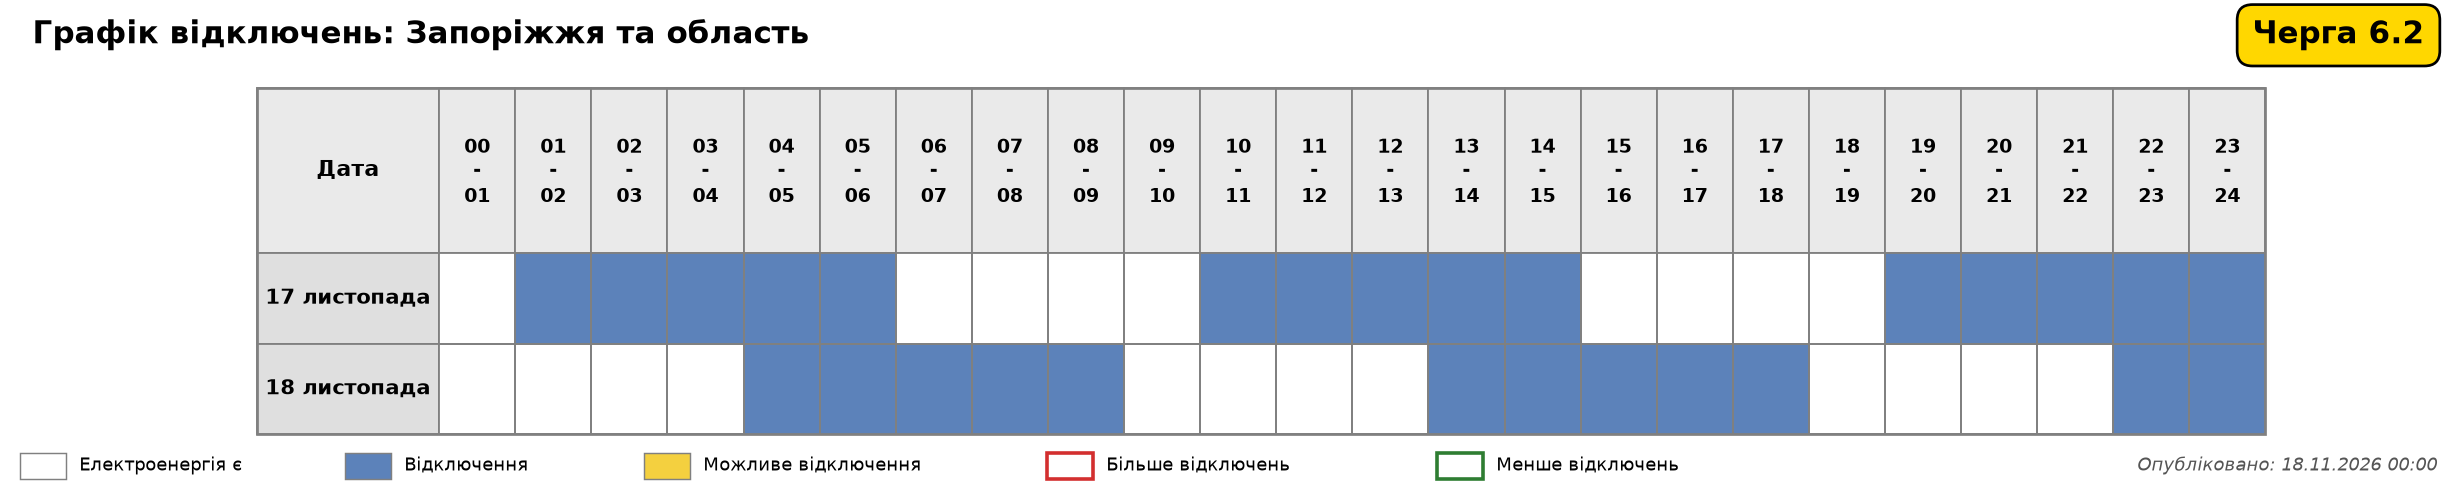 Графік відключень: Запоріжжя та область
Черга 6.2
Дата 00 - 01 01 - 02 02 - 03 03 - 04 04 - 05 05 - 06 06 - 07 07 - 08 08 - 09 09 - 10 10 - 11 11 - 12 12 - 13 13 - 14 14 - 15 15 - 16 16 - 17 17 - 18 18 - 19 19 - 20 20 - 21 21 - 22 22 - 23 23 - 24
17 листопада
18 листопада
Електроенергія є Відключення Можливе відключення Більше відключень Менше відключень Опубліковано: 18.11.2026 00:00